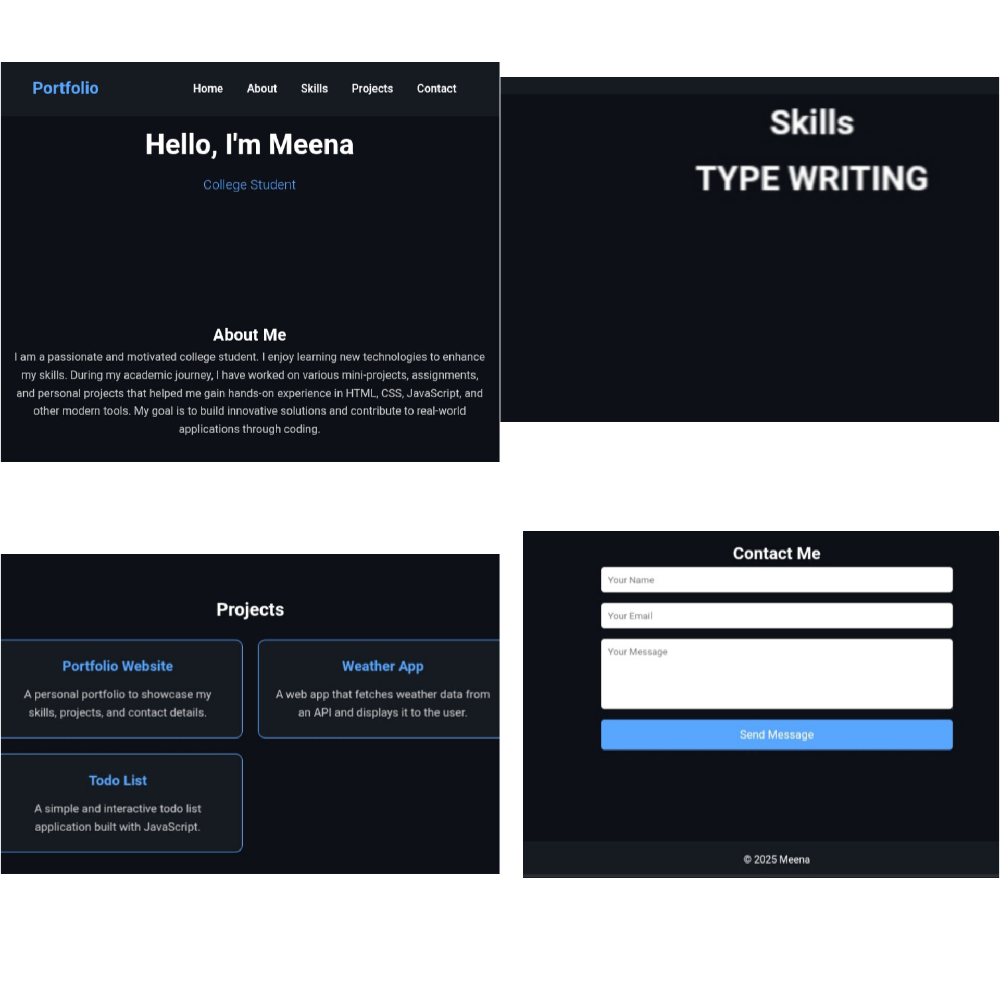 Portfolio
Home About Skills Projects Contact
Hello, I'm Meena
College Student
About Me
I am a passionate and motivated college student. I enjoy learning new technologies to enhance
my skills. During my academic journey, I have worked on various mini-projects, assignments,
and personal projects that helped me gain hands-on experience in HTML, CSS, JavaScript, and
other modern tools. My goal is to build innovative solutions and contribute to real-world
applications through coding.
Skills
TYPE WRITING
Projects
Portfolio Website
A personal portfolio to showcase my
skills, projects, and contact details.
Weather App
A web app that fetches weather data from
an API and displays it to the user.
Todo List
A simple and interactive todo list
application built with JavaScript.
Contact Me
Your Name
Your Email
Your Message
Send Message
© 2025 Meena